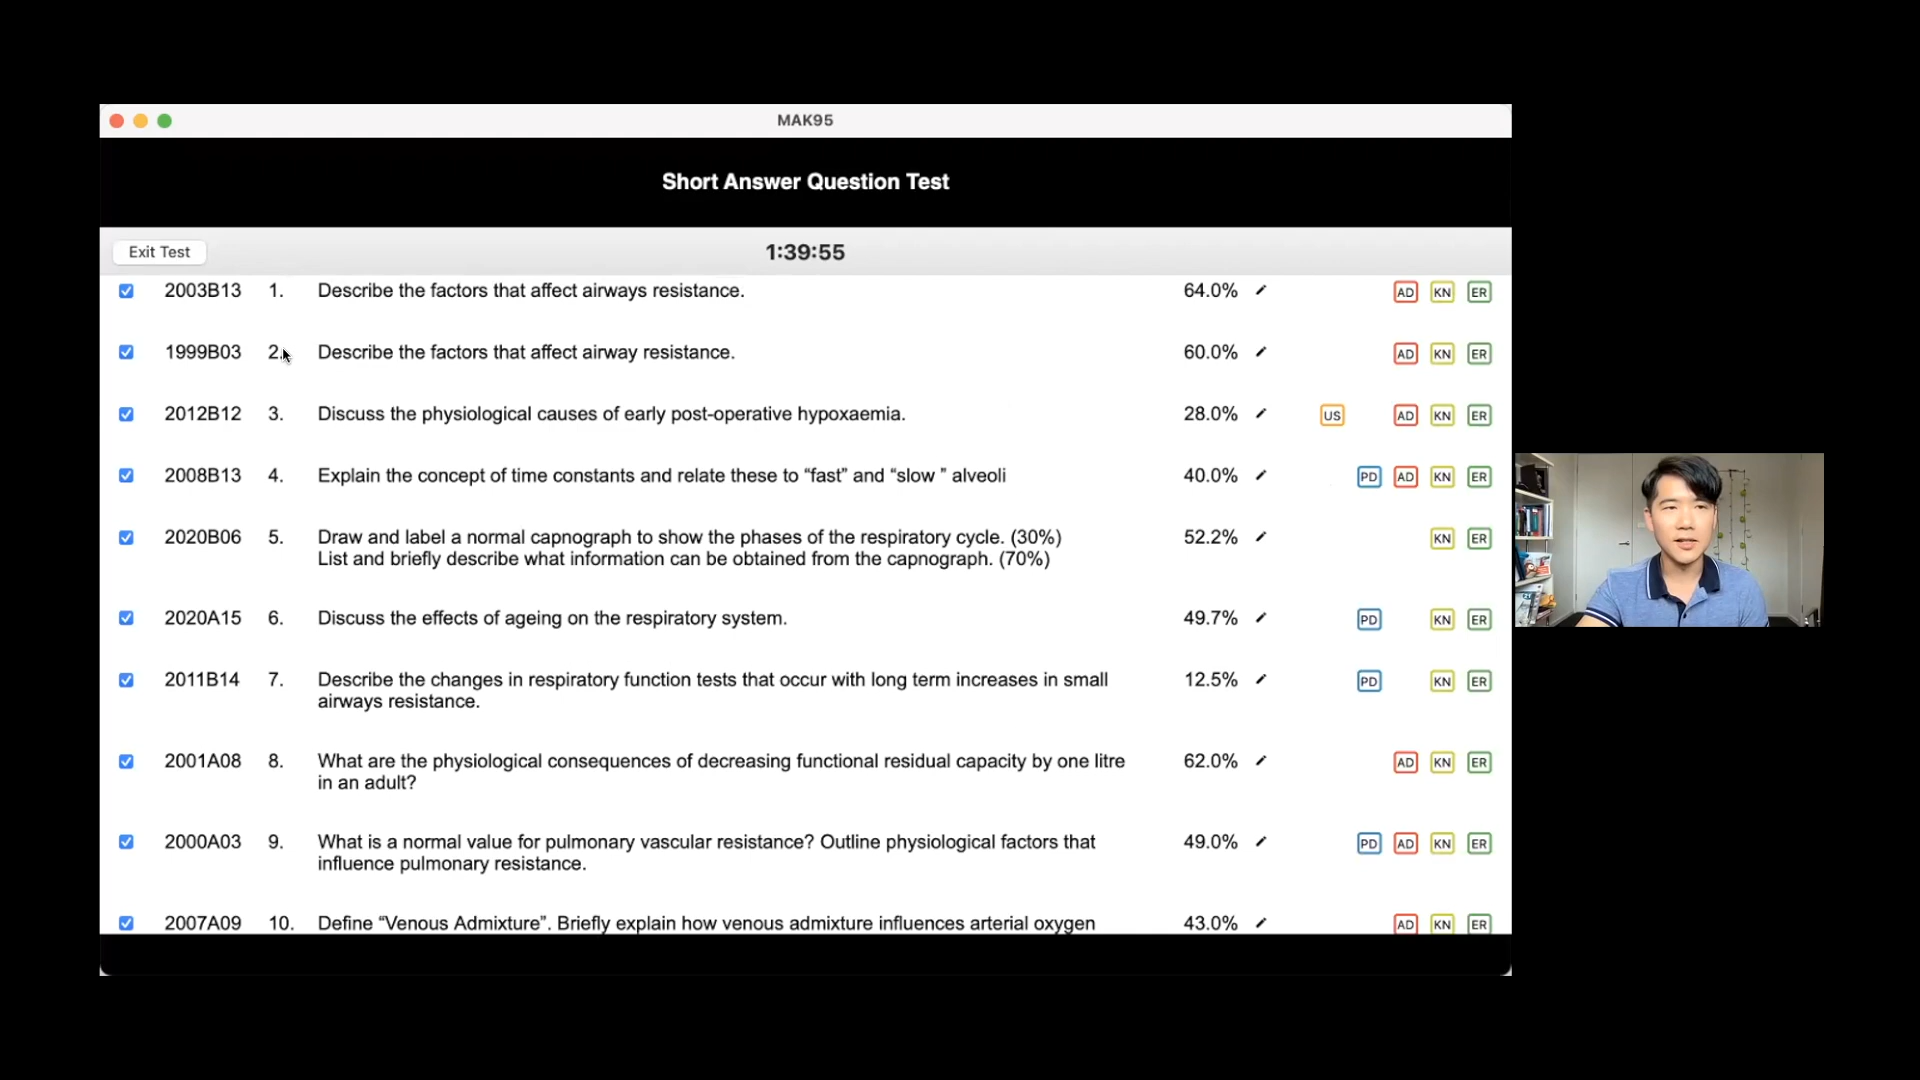 MAK95
Short Answer Question Test
Exit Test 1:39:55
2003B13 1. Describe the factors that affect airways resistance. 64.0% AD KN ER
1999B03 2. Describe the factors that affect airway resistance. 60.0% AD KN ER
2012B12 3. Discuss the physiological causes of early post-operative hypoxaemia. 28.0% US AD KN ER
2008B13 4. Explain the concept of time constants and relate these to “fast” and “slow ” alveoli 40.0% PD AD KN ER
2020B06 5. Draw and label a normal capnograph to show the phases of the respiratory cycle. (30%) 52.2% KN ER
List and briefly describe what information can be obtained from the capnograph. (70%)
2020A15 6. Discuss the effects of ageing on the respiratory system. 49.7% PD KN ER
2011B14 7. Describe the changes in respiratory function tests that occur with long term increases in small 12.5% PD KN ER
airways resistance.
2001A08 8. What are the physiological consequences of decreasing functional residual capacity by one litre 62.0% AD KN ER
in an adult?
2000A03 9. What is a normal value for pulmonary vascular resistance? Outline physiological factors that 49.0% PD AD KN ER
influence pulmonary resistance.
2007A09 10. Define “Venous Admixture”. Briefly explain how venous admixture influences arterial oxygen 43.0% AD KN ER